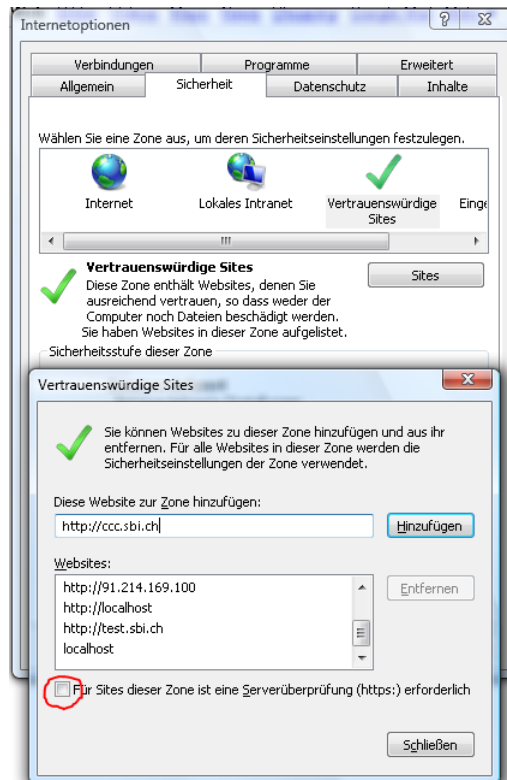 Internetoptionen
Verbindungen Programme Erweitert
Allgemein Sicherheit Datenschutz Inhalte
Wählen Sie eine Zone aus, um deren Sicherheitseinstellungen festzulegen.
Internet Lokales Intranet Vertrauenswürdige Sites Einge
Vertrauenswürdige Sites
Sites
Diese Zone enthält Websites, denen Sie
ausreichend vertrauen, so dass weder der
Computer noch Dateien beschädigt werden.
Sie haben Websites in dieser Zone aufgelistet.
Sicherheitsstufe dieser Zone
Vertrauenswürdige Sites
Sie können Websites zu dieser Zone hinzufügen und aus ihr
entfernen. Für alle Websites in dieser Zone werden die
Sicherheitseinstellungen der Zone verwendet.
Diese Website zur Zone hinzufügen:
http://ccc.sbi.ch
Hinzufügen
Websites:
http://91.214.169.100
http://localhost
http://test.sbi.ch
localhost
Entfernen
Für Sites dieser Zone ist eine Serverüberprüfung (https:) erforderlich
Schließen